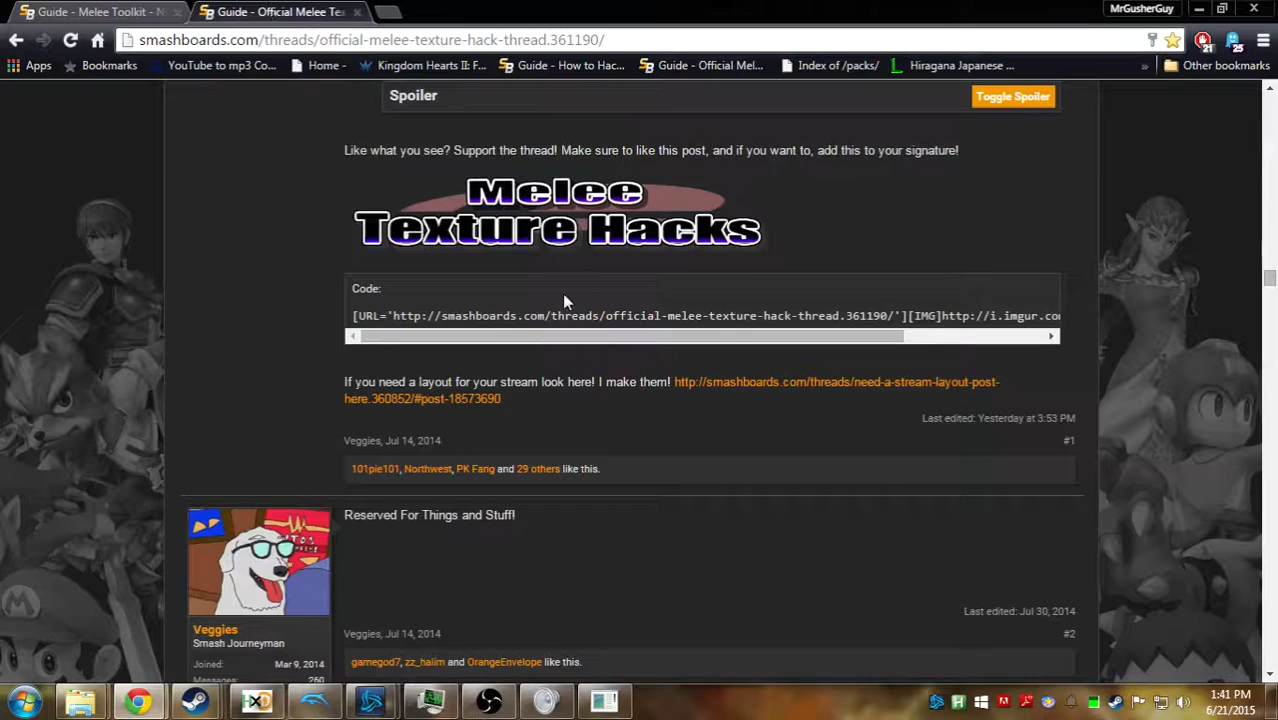 Guide - Melee Toolkit - N
Guide - Official Melee Te
MrGusherGuy
smashboards.com/threads/official-melee-texture-hack-thread.361190/
21
25
Apps
Bookmarks
YouTube to mp3 Co...
Home -
Kingdom Hearts II: F...
Guide - How to Hac...
Guide - Official Mel...
Index of /packs/
Hiragana Japanese ...
»
Other bookmarks
Spoiler
Toggle Spoiler
Like what you see? Support the thread! Make sure to like this post, and if you want to, add this to your signature!
Melee
Texture Hacks
Code:
[URL='http://smashboards.com/threads/official-melee-texture-hack-thread.361190/'][IMG]http://i.imgur.co
If you need a layout for your stream look here! I make them! http://smashboards.com/threads/need-a-stream-layout-post-
here.360852/#post-18573690
Last edited: Yesterday at 3:53 PM
Veggies, Jul 14, 2014
#1
101pie101, Northwest, PK Fang and 29 others like this.
Reserved For Things and Stuff!
Veggies
Smash Journeyman
Joined: Mar 9, 2014
Messages: 260
Last edited: Jul 30, 2014
Veggies, Jul 14, 2014
#2
gamegod7, zz_haiim and OrangeEnvelope like this.
1:41 PM
6/21/2015